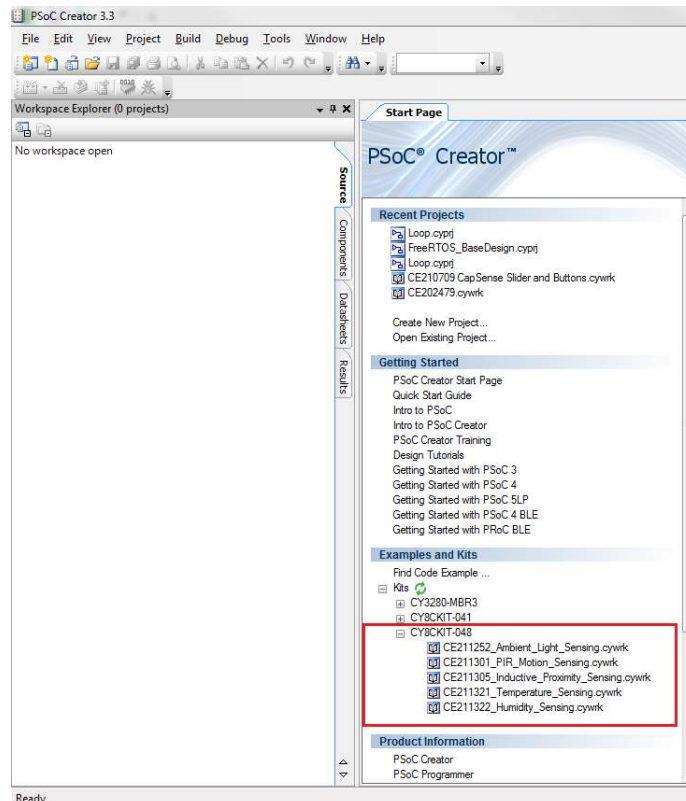 PSoC Creator 3.3
File Edit View Project Build Debug Tools Window Help
Workspace Explorer (0 projects)
No workspace open
Source
Components
Datasheets
Results
Start Page
PSoC® Creator™
Recent Projects
Loop.cyprj
FreeRTOS_BaseDesign.cyprj
Loop.cyprj
CE210709 CapSense Slider and Buttons.cywrk
CE202479.cywrk
Create New Project...
Open Existing Project...
Getting Started
PSoC Creator Start Page
Quick Start Guide
Intro to PSoC
Intro to PSoC Creator
PSoC Creator Training
Design Tutorials
Getting Started with PSoC 3
Getting Started with PSoC 4
Getting Started with PSoC 5LP
Getting Started with PSoC 4 BLE
Getting Started with PRoC BLE
Examples and Kits
Find Code Example ...
Kits
CY3280-MBR3
CY8CKIT-041
CY8CKIT-048
CE211252_Ambient_Light_Sensing.cywrk
CE211301_PIR_Motion_Sensing.cywrk
CE211305_Inductive_Proximity_Sensing.cywrk
CE211321_Temperature_Sensing.cywrk
CE211322_Humidity_Sensing.cywrk
Product Information
PSoC Creator
PSoC Programmer
Ready